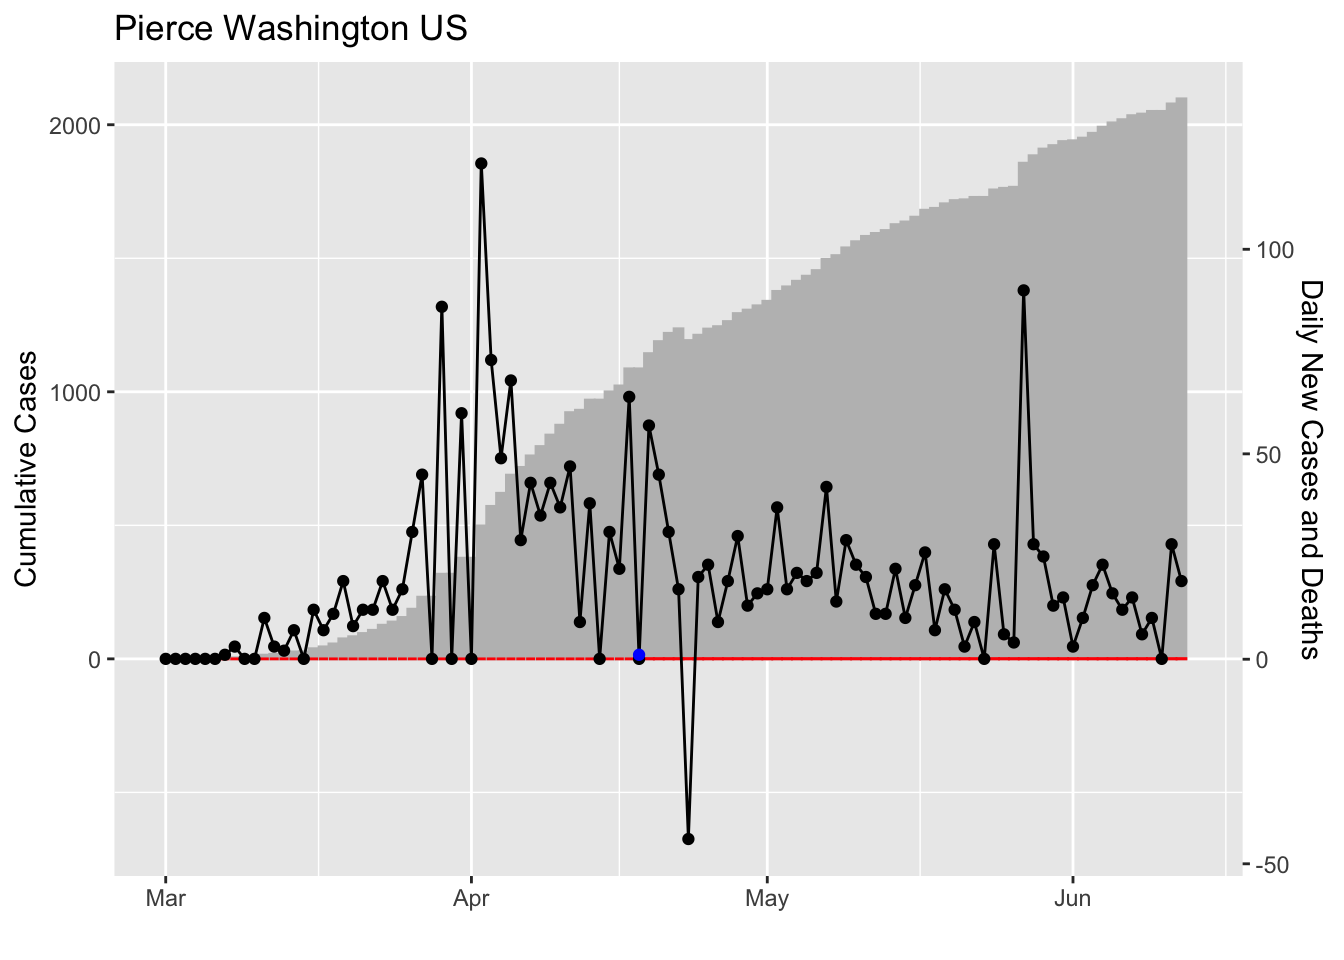 Pierce Washington US
2000
1000
0
Cumulative Cases
100
50
0
-50
Daily New Cases and Deaths
Mar
Apr
May
Jun